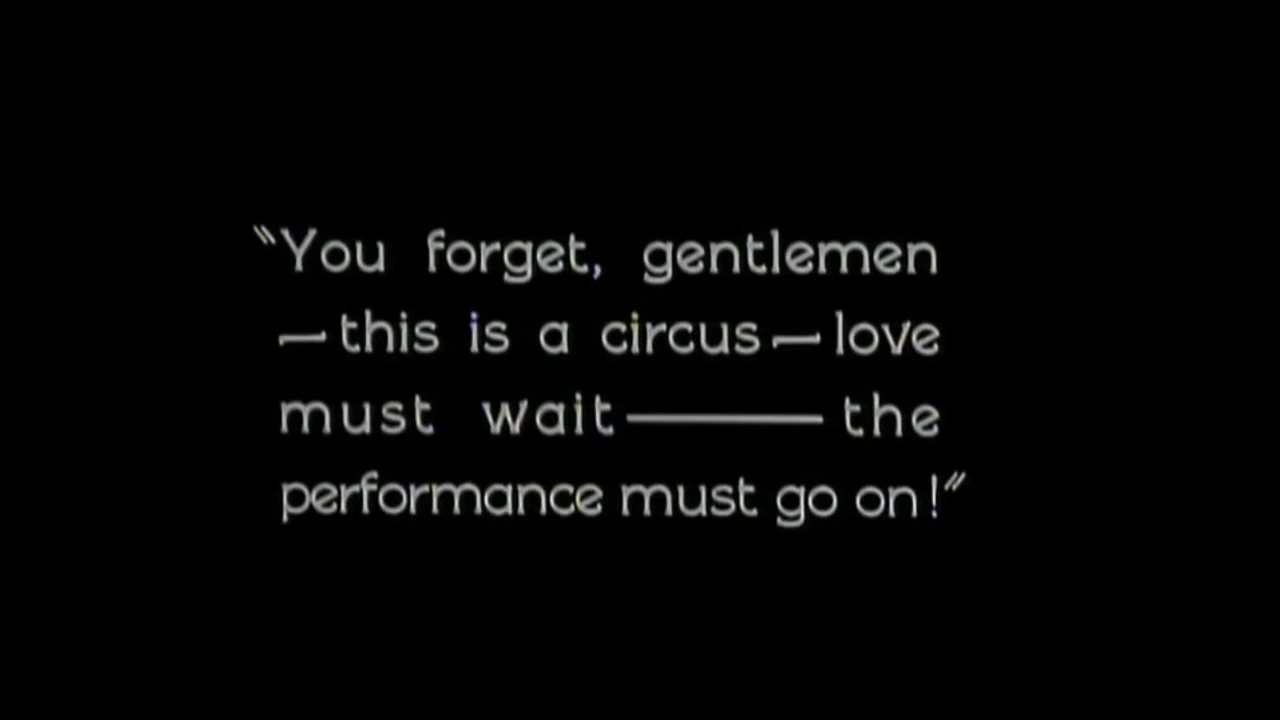 “You forget, gentlemen
—this is a circus—love
must wait———the
performance must go on!”